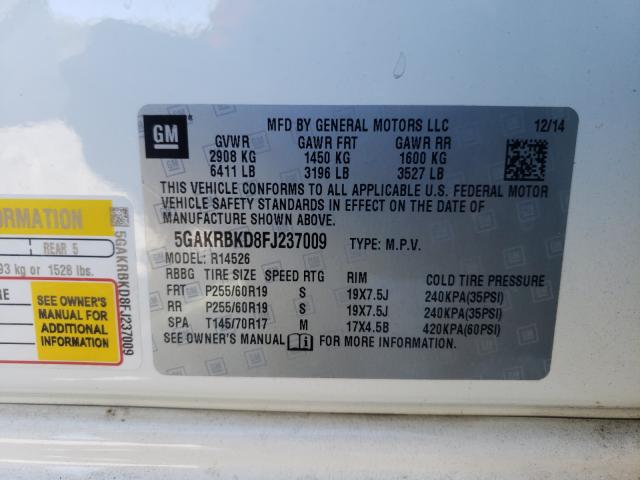 GM
MFD BY GENERAL MOTORS LLC 12/14
GVWR GAWR FRT GAWR RR
2908 KG 1450 KG 1600 KG
6411 LB 3196 LB 3527 LB
THIS VEHICLE CONFORMS TO ALL APPLICABLE U.S. FEDERAL MOTOR
VEHICLE SAFETY STANDARDS IN EFFECT ON THE DATE OF
MANUFACTURE SHOWN ABOVE.
5GAKRBKD8FJ237009 TYPE: M.P.V.
MODEL: R14526
RBBG TIRE SIZE SPEED RTG RIM COLD TIRE PRESSURE
FRT P255/60R19 S 19X7.5J 240KPA(35PSI)
RR P255/60R19 S 19X7.5J 240KPA(35PSI)
SPA T145/70R17 M 17X4.5B 420KPA(60PSI)
SEE OWNER'S MANUAL FOR MORE INFORMATION.
ORMATION
REAR 5
93 kg or 1528 lbs.
SEE OWNER'S
MANUAL FOR
ADDITIONAL
INFORMATION
5GAKRBKD8FJ237009